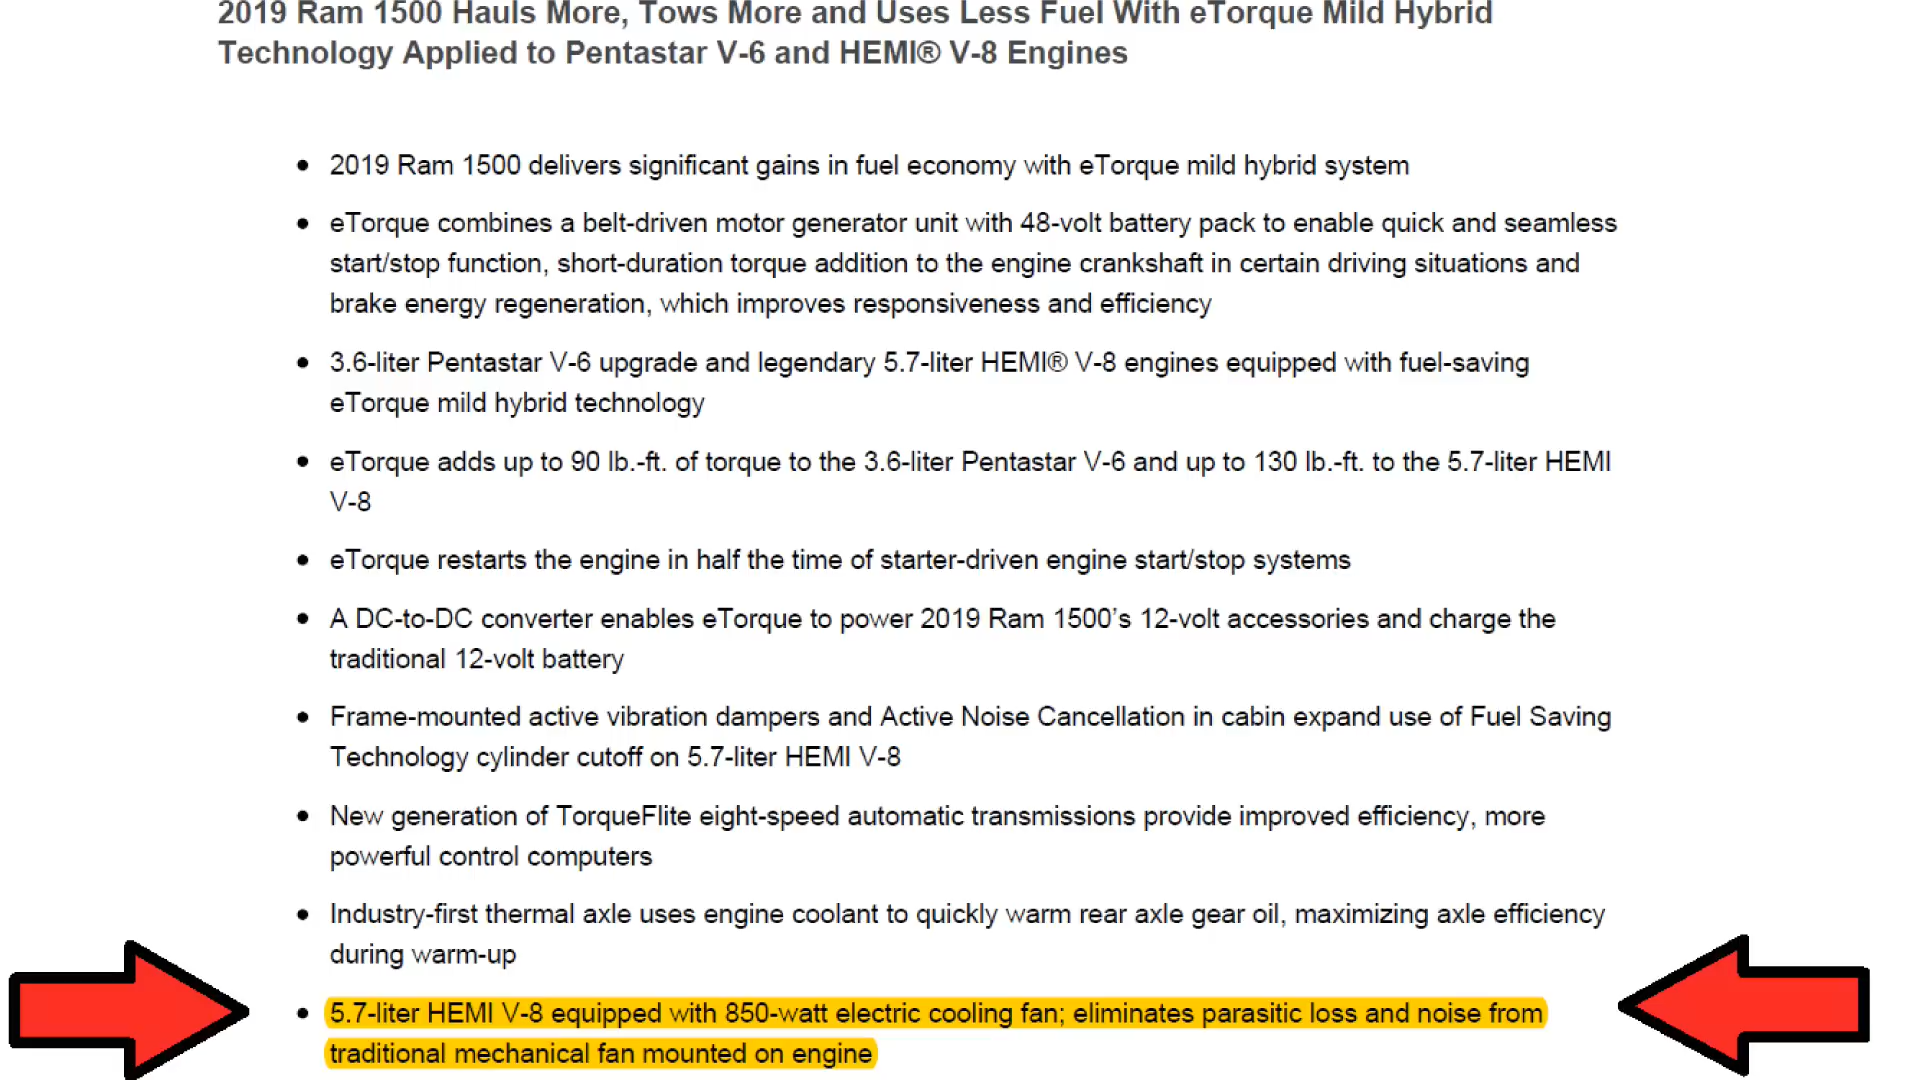 2019 Ram 1500 Hauls More, Tows More and Uses Less Fuel With eTorque Mild Hybrid
Technology Applied to Pentastar V-6 and HEMI® V-8 Engines
• 2019 Ram 1500 delivers significant gains in fuel economy with eTorque mild hybrid system
• eTorque combines a belt-driven motor generator unit with 48-volt battery pack to enable quick and seamless
start/stop function, short-duration torque addition to the engine crankshaft in certain driving situations and
brake energy regeneration, which improves responsiveness and efficiency
• 3.6-liter Pentastar V-6 upgrade and legendary 5.7-liter HEMI® V-8 engines equipped with fuel-saving
eTorque mild hybrid technology
• eTorque adds up to 90 lb.-ft. of torque to the 3.6-liter Pentastar V-6 and up to 130 lb.-ft. to the 5.7-liter HEMI
V-8
• eTorque restarts the engine in half the time of starter-driven engine start/stop systems
• A DC-to-DC converter enables eTorque to power 2019 Ram 1500’s 12-volt accessories and charge the
traditional 12-volt battery
• Frame-mounted active vibration dampers and Active Noise Cancellation in cabin expand use of Fuel Saving
Technology cylinder cutoff on 5.7-liter HEMI V-8
• New generation of TorqueFlite eight-speed automatic transmissions provide improved efficiency, more
powerful control computers
• Industry-first thermal axle uses engine coolant to quickly warm rear axle gear oil, maximizing axle efficiency
during warm-up
• 5.7-liter HEMI V-8 equipped with 850-watt electric cooling fan; eliminates parasitic loss and noise from
traditional mechanical fan mounted on engine